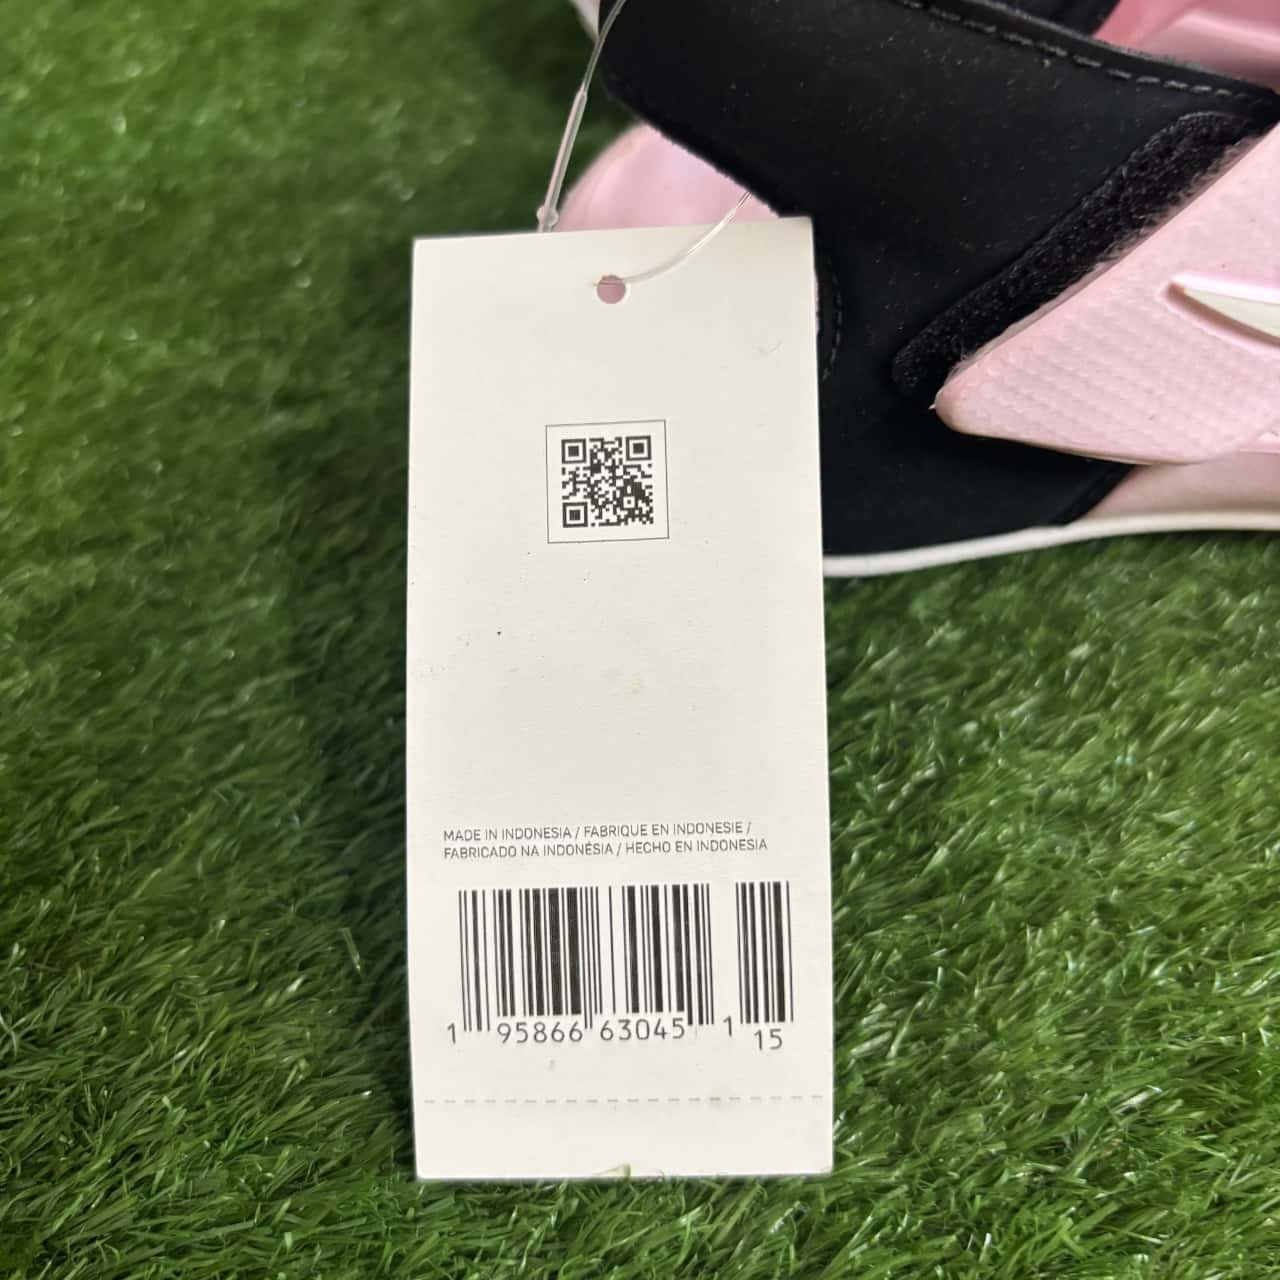 MADE IN INDONESIA / FABRIQUE EN INDONESIE /
FABRICADO NA INDONÉSIA / HECHO EN INDONESIA
1 95866 63045 1 15